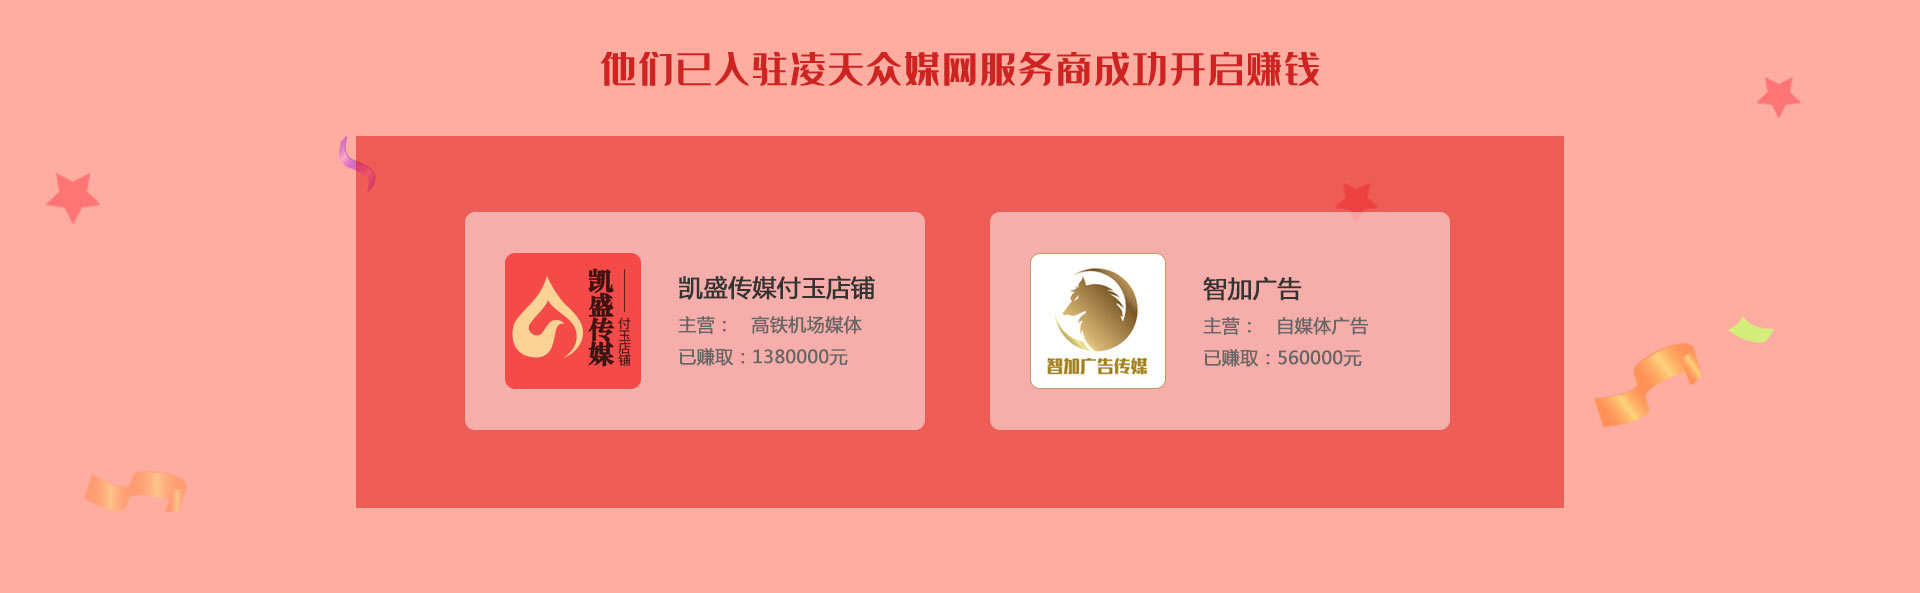 他们已入驻凌天众媒网服务商成功开启赚钱
凯盛传媒
付玉店铺
凯盛传媒付玉店铺
主营： 高铁机场媒体
已赚取：1380000元
智加广告传媒
智加广告
主营： 自媒体广告
已赚取：560000元